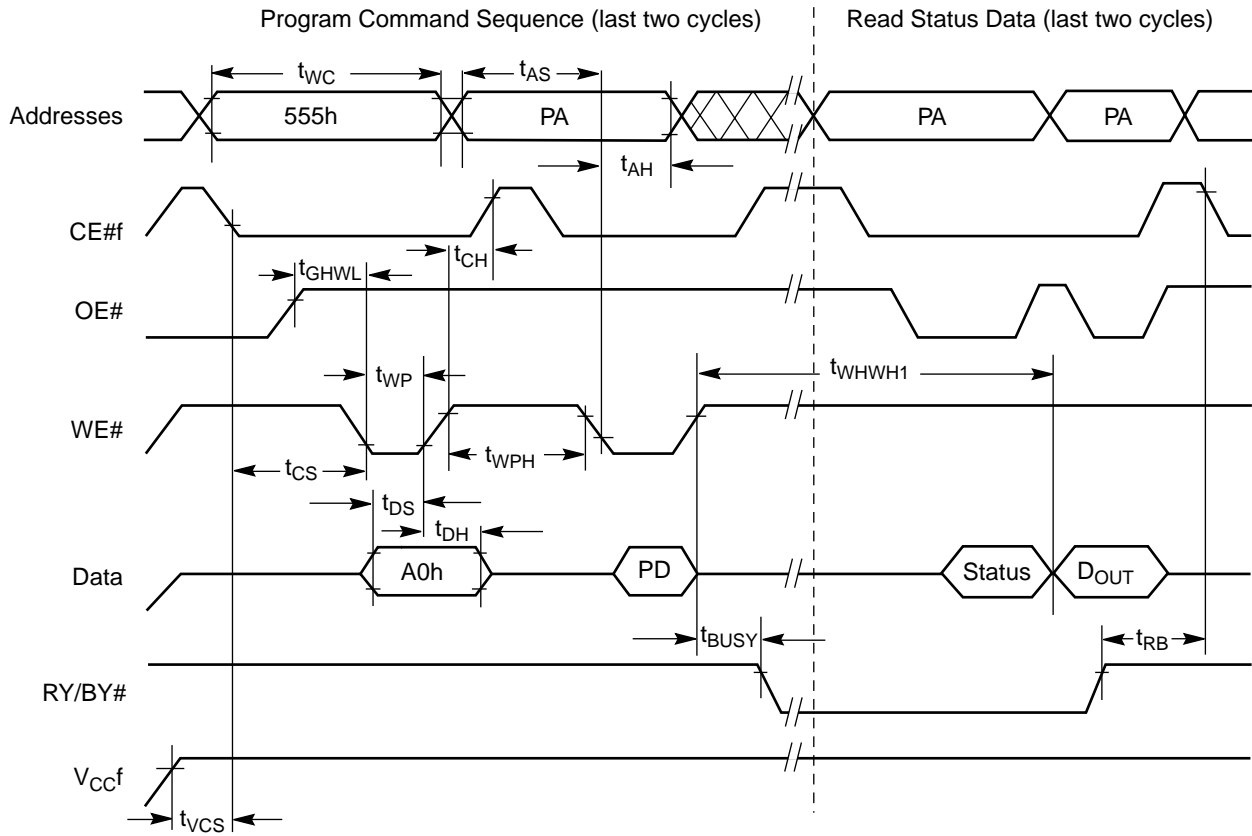 Program Command Sequence (last two cycles)
Read Status Data (last two cycles)
tWC
tAS
Addresses
555h
PA
PA
PA
tAH
CE#f
tCH
tGHWL
OE#
tWP
tWHWH1
WE#
tWPH
tCS
tDS
tDH
Data
A0h
PD
Status
DOUT
tBUSY
tRB
RY/BY#
VCCf
tVCS